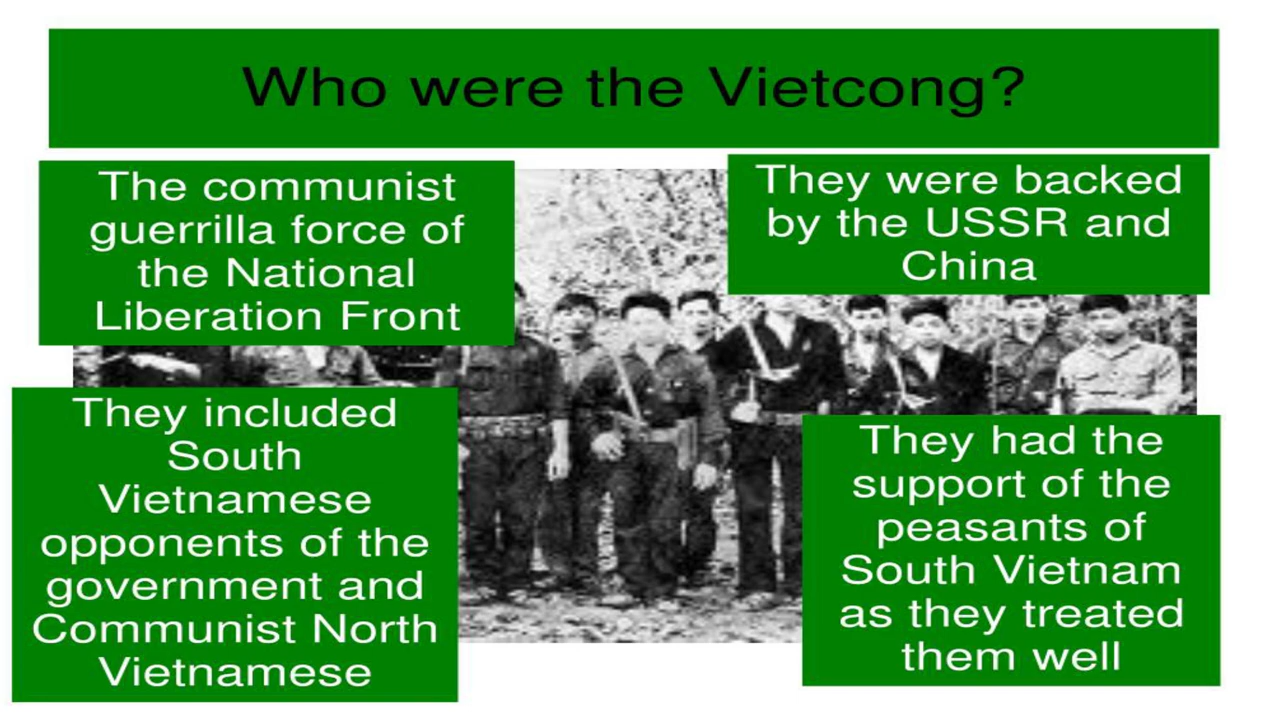 Who were the Vietcong?
The communist
guerrilla force of
the National
Liberation Front
They were backed
by the USSR and
China
They included
South
Vietnamese
opponents of the
government and
Communist North
Vietnamese
They had the
support of the
peasants of
South Vietnam
as they treated
them well